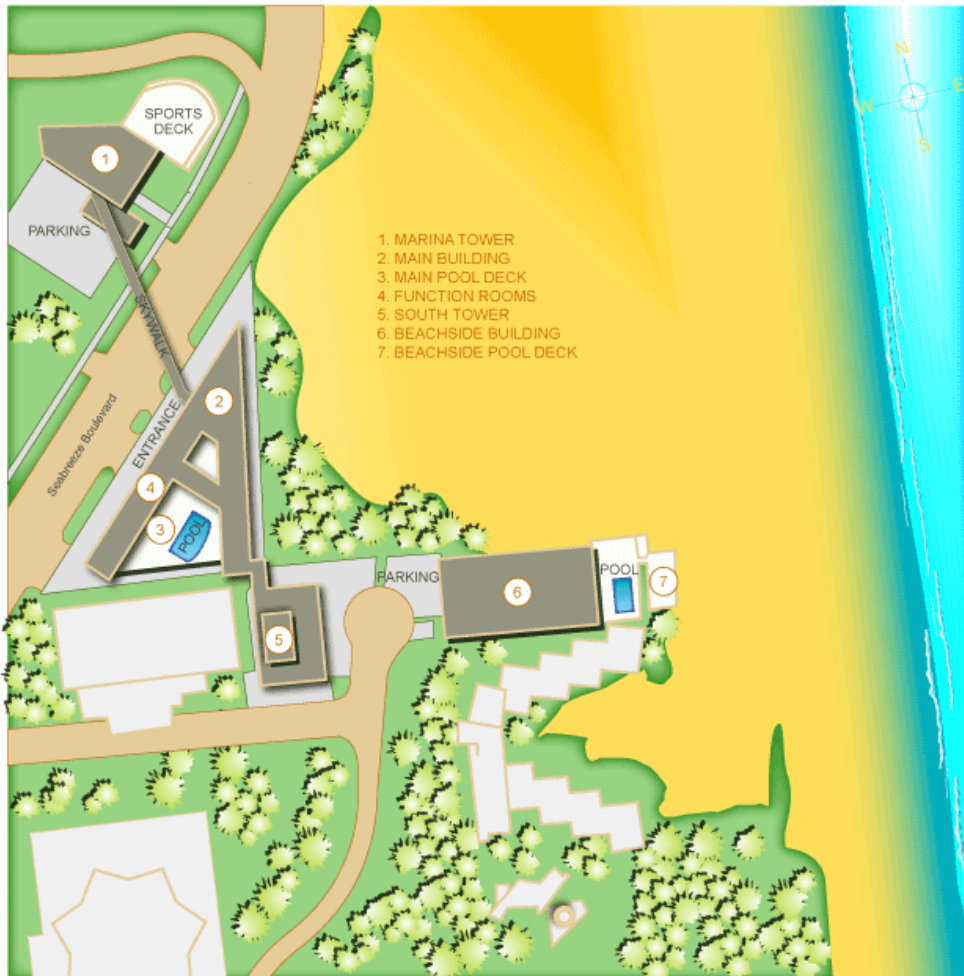 N
W
E
S
SPORTS
DECK
1
PARKING
SKYWALK
1. MARINA TOWER
2. MAIN BUILDING
3. MAIN POOL DECK
4. FUNCTION ROOMS
5. SOUTH TOWER
6. BEACHSIDE BUILDING
7. BEACHSIDE POOL DECK
Seabreeze Boulevard
ENTRANCE
2
4
3
POOL
PARKING
6
POOL
7
5